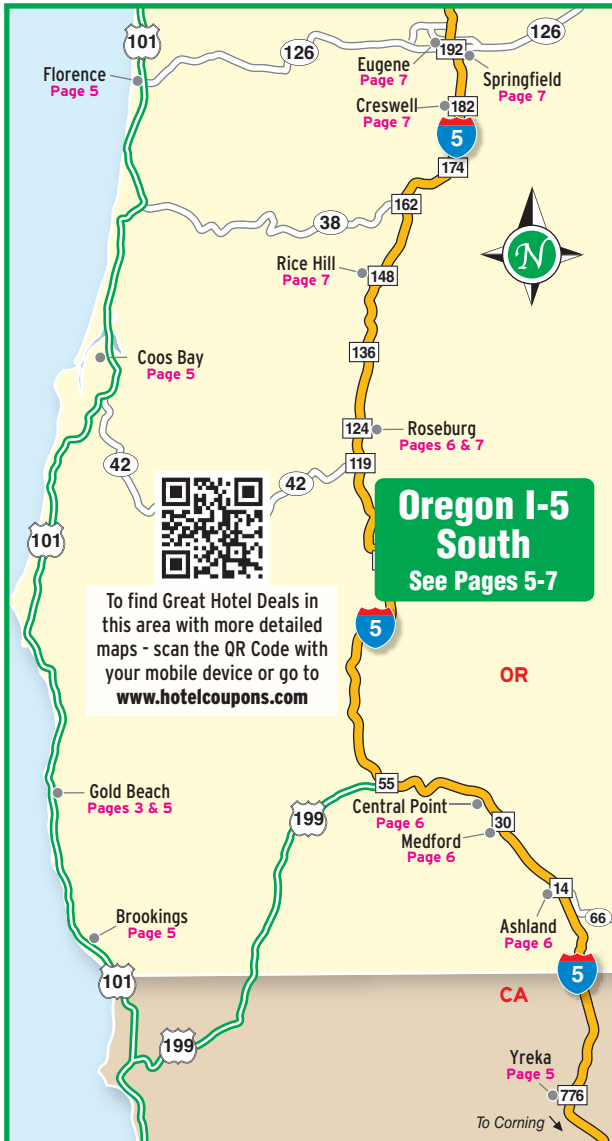 101
126
126
Eugene
Page 7
192
Florence
Page 5
Springfield
Page 7
Creswell
Page 7
182
5
174
162
38
N
Rice Hill
Page 7
148
136
Coos Bay
Page 5
124
Roseburg
Pages 6 & 7
119
42
42
101
Oregon I-5
South
See Pages 5-7
To find Great Hotel Deals in
this area with more detailed
maps - scan the QR Code with
your mobile device or go to
www.hotelcoupons.com
5
OR
55
Gold Beach
Pages 3 & 5
199
Central Point
Page 6
30
Medford
Page 6
14
66
Ashland
Page 6
Brookings
Page 5
101
5
CA
199
Yreka
Page 5
776
To Corning